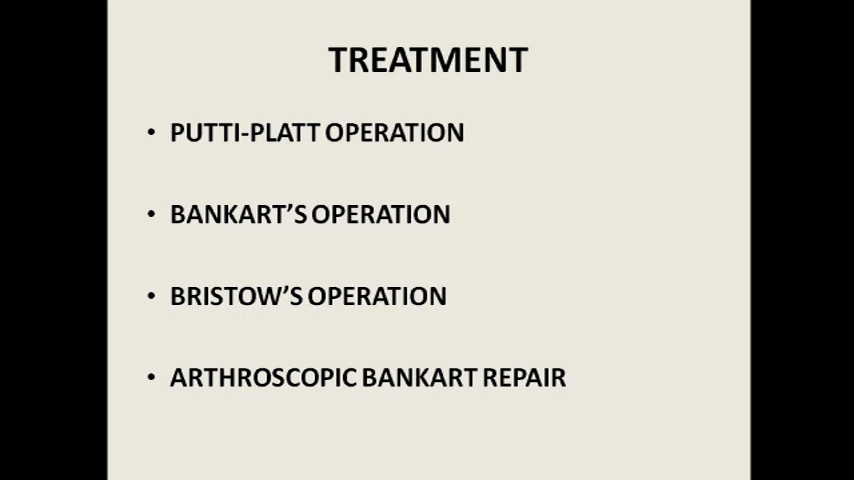 TREATMENT
• PUTTI-PLATT OPERATION
• BANKART’S OPERATION
• BRISTOW’S OPERATION
• ARTHROSCOPIC BANKART REPAIR